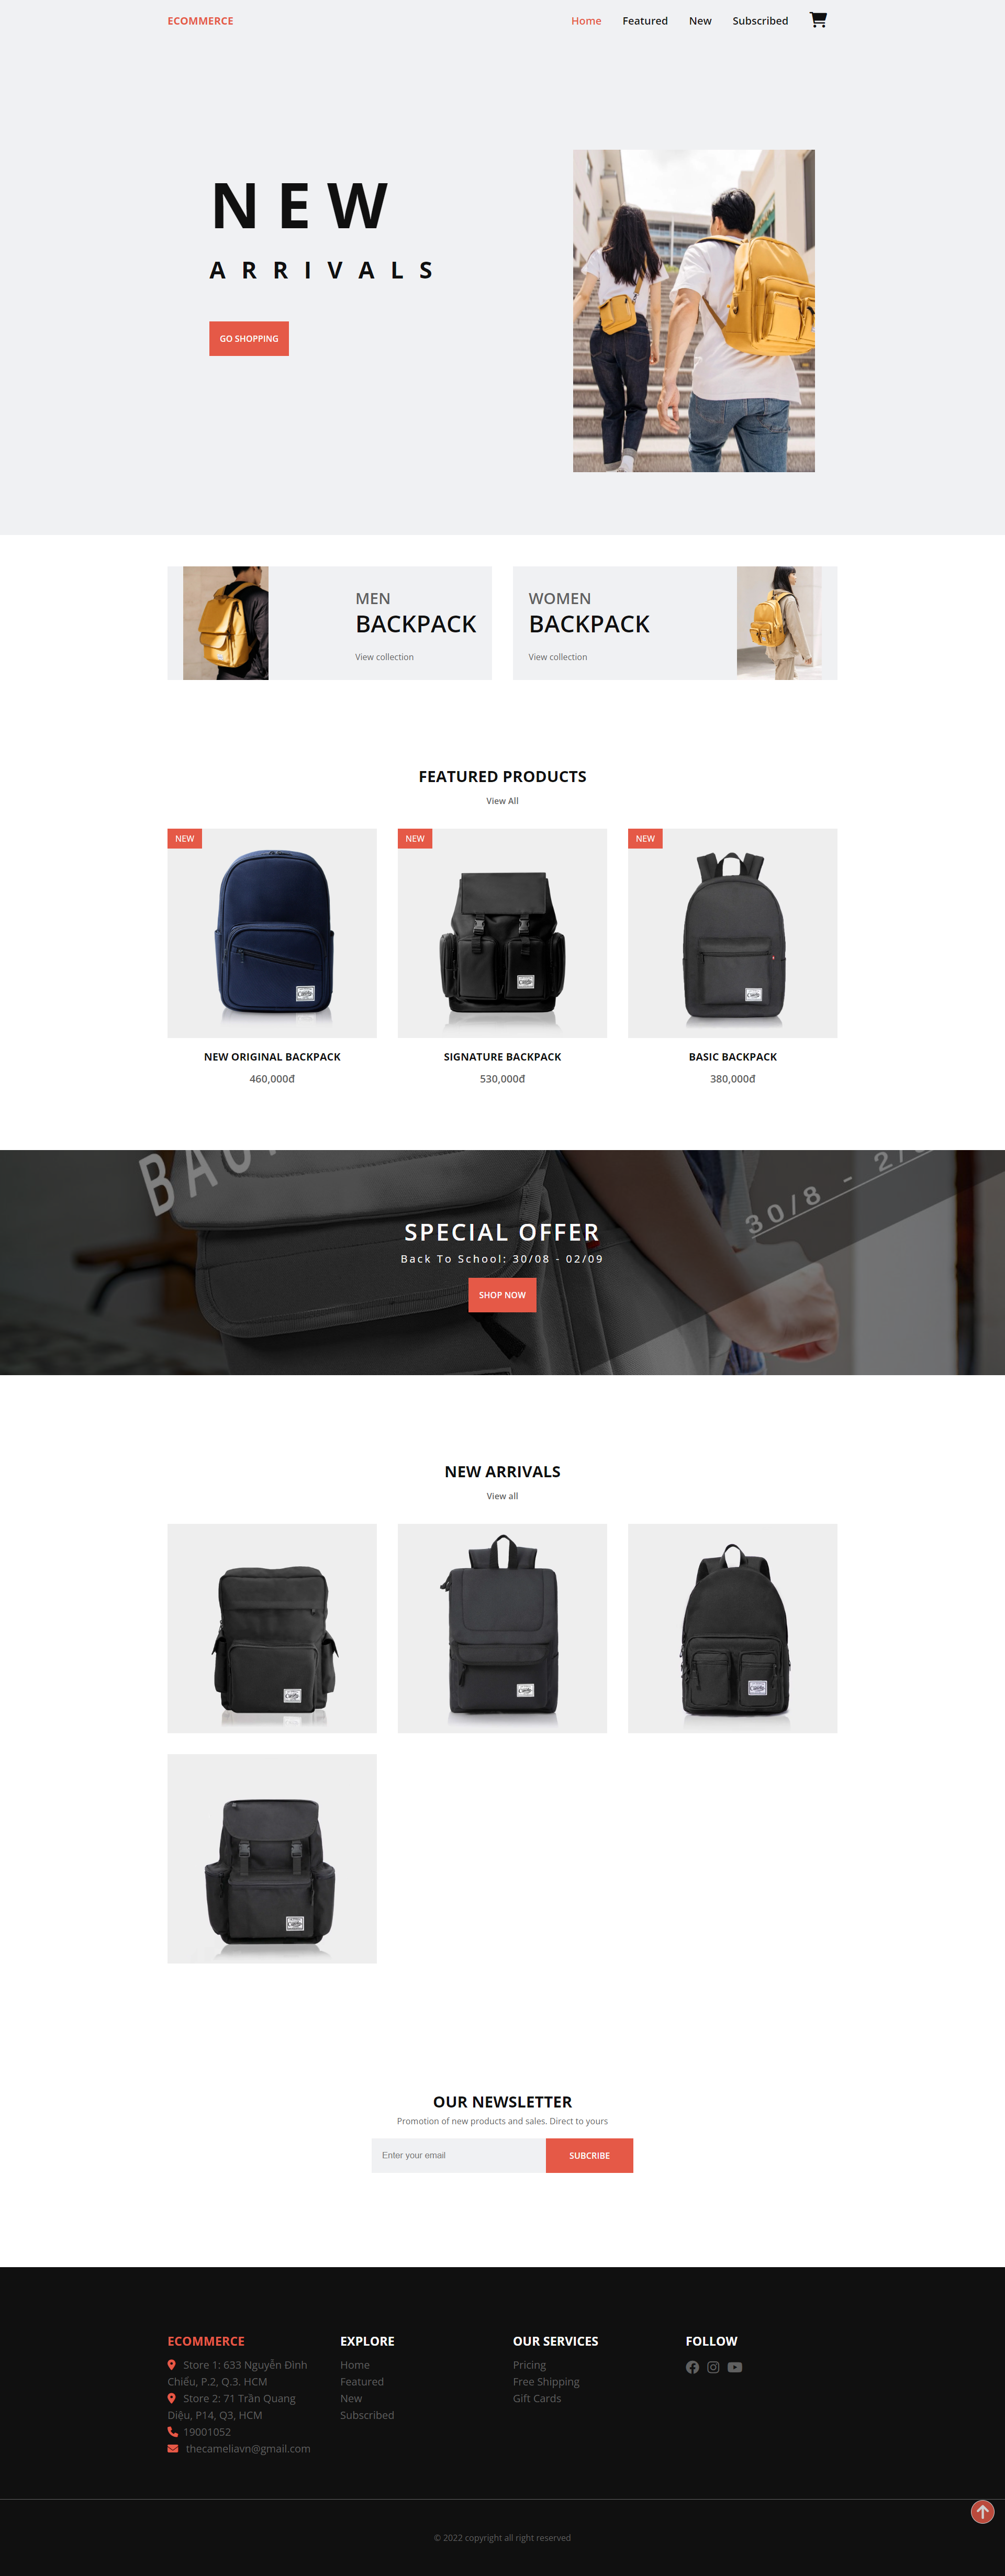 ECOMMERCE
Home
Featured
New
Subscribed
NEW
ARRIVALS
GO SHOPPING
MEN
BACKPACK
View collection
WOMEN
BACKPACK
View collection
FEATURED PRODUCTS
View All
NEW
NEW
NEW
NEW ORIGINAL BACKPACK
460,000đ
SIGNATURE BACKPACK
530,000đ
BASIC BACKPACK
380,000đ
30/8 - 2/
SPECIAL OFFER
Back To School: 30/08 - 02/09
SHOP NOW
NEW ARRIVALS
View all
OUR NEWSLETTER
Promotion of new products and sales. Direct to yours
Enter your email
SUBCRIBE
ECOMMERCE
Store 1: 633 Nguyễn Đình
Chiểu, P.2, Q.3. HCM
Store 2: 71 Trần Quang
Diệu, P14, Q3, HCM
19001052
thecameliavn@gmail.com
EXPLORE
Home
Featured
New
Subscribed
OUR SERVICES
Pricing
Free Shipping
Gift Cards
FOLLOW
© 2022 copyright all right reserved